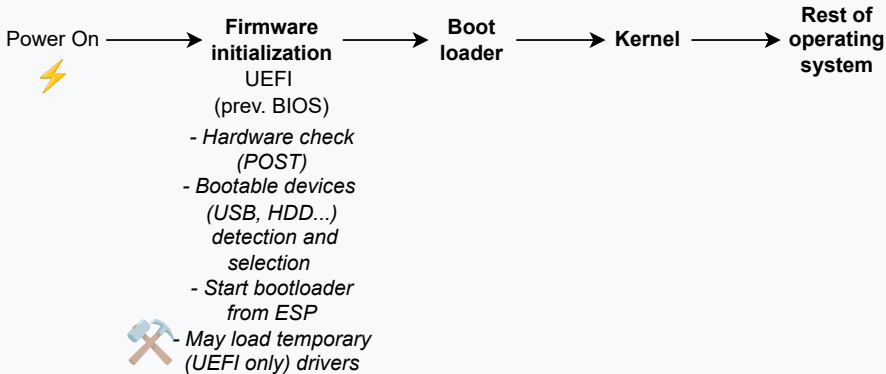 Power On
Firmware
initialization
UEFI
(prev. BIOS)
- Hardware check
(POST)
- Bootable devices
(USB, HDD...)
detection and
selection
- Start bootloader
from ESP
- May load temporary
(UEFI only) drivers
Boot
loader
Kernel
Rest of
operating
system